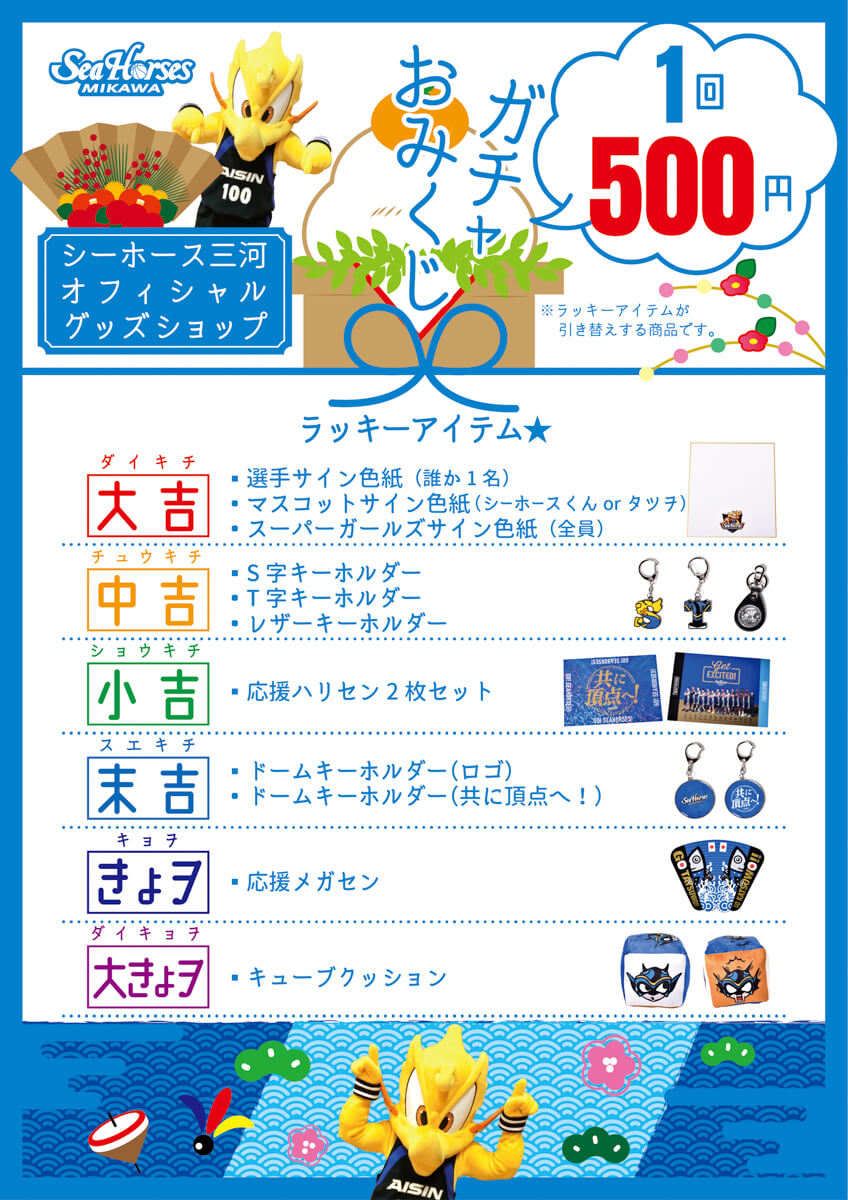 Sea Horses
MIKAWA
AISIN
100
ガチャ
おみくじ
1回
500円
シーホース三河
オフィシャル
グッズショップ
※ラッキーアイテムが
引き替えする商品です。
ラッキーアイテム★
ダイキチ
大吉
▪選手サイン色紙（誰か1名）
▪マスコットサイン色紙（シーホースくん or タツヲ）
▪スーパーガールズサイン色紙（全員）
チュウキチ
中吉
▪S字キーホルダー
▪T字キーホルダー
▪レザーキーホルダー
S
T
ショウキチ
小吉
▪応援ハリセン2枚セット
GO! SEAHORSES!
共に
頂点へ!
GO! SEAHORSES!
Get
EXCITED!
スエキチ
末吉
▪ドームキーホルダー(ロゴ)
▪ドームキーホルダー(共に頂点へ！)
SeaHorses
共に
頂点へ!
キョヲ
きょヲ
▪応援メガセン
ダイキョヲ
大きょヲ
▪キューブクッション
AISIN